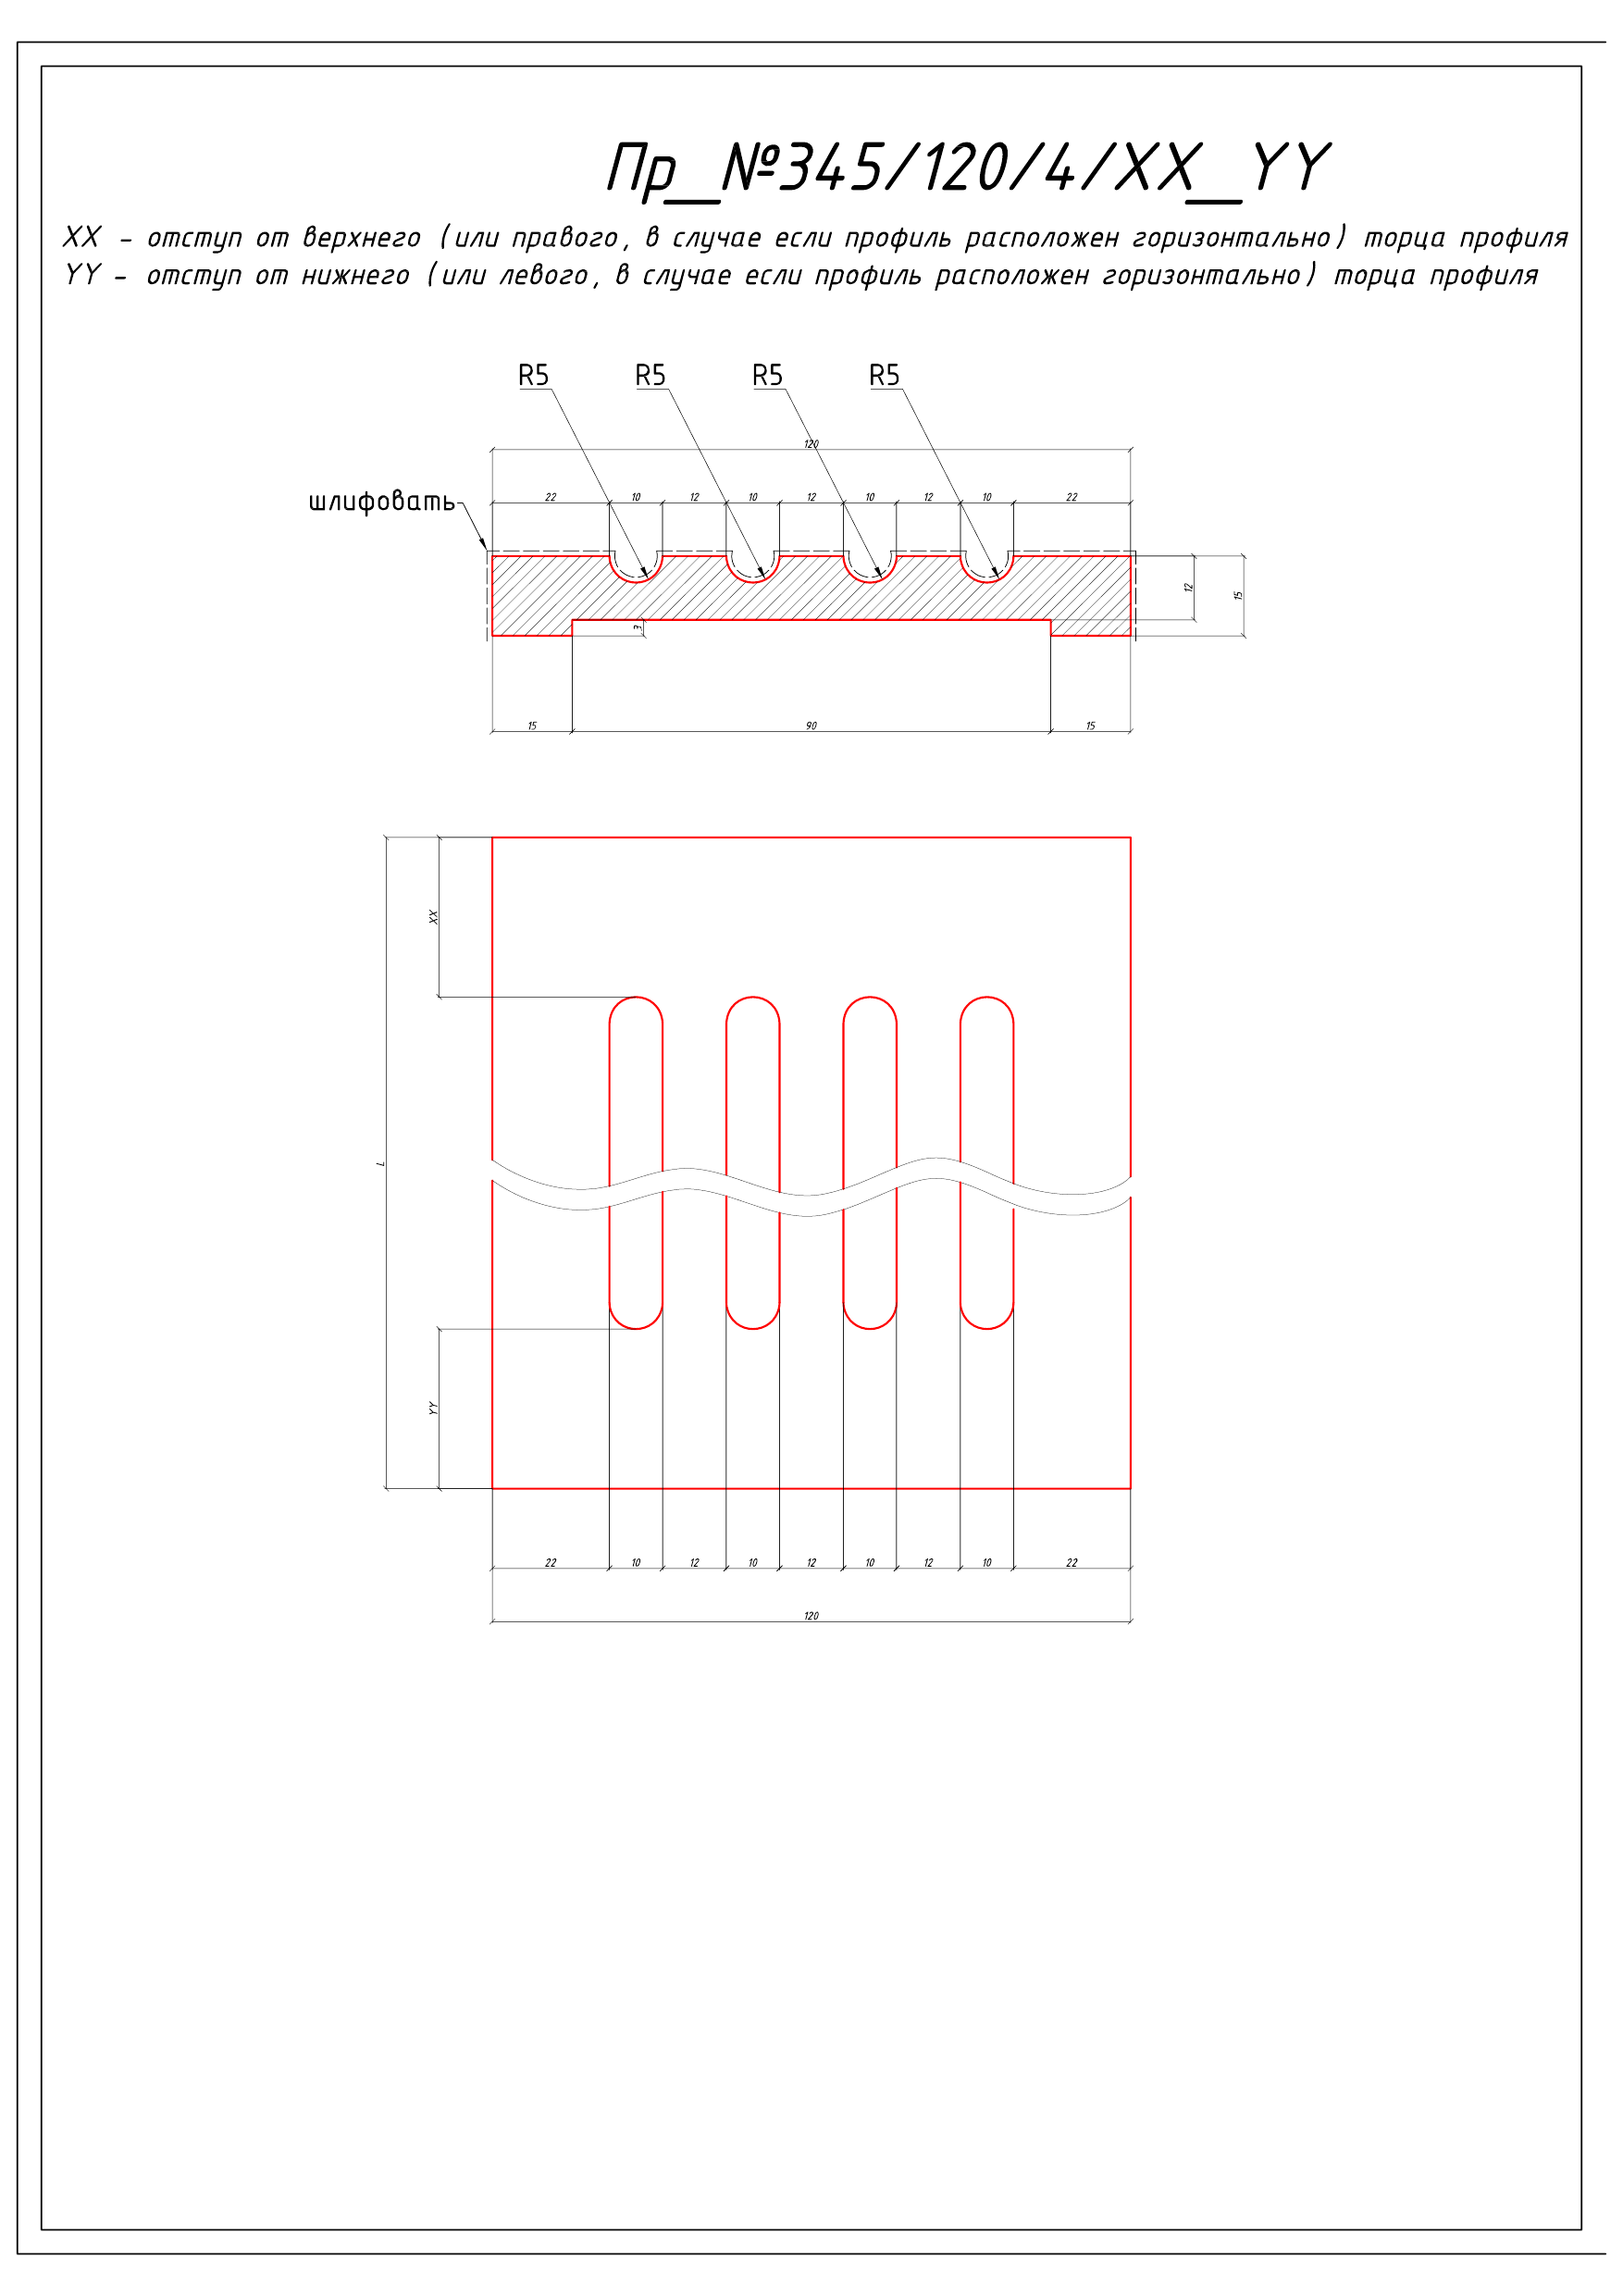 Пр_№345/120/4/XX_YY
XX - отступ от верхнего (или правого, в случае если профиль расположен горизонтально) торца профиля
YY - отступ от нижнего (или левого, в случае если профиль расположен горизонтально) торца профиля
R5 R5 R5 R5
120
шлифовать
22 10 12 10 12 10 12 10 22
12
15
3
15 90 15
XX
L
YY
22 10 12 10 12 10 12 10 22
120